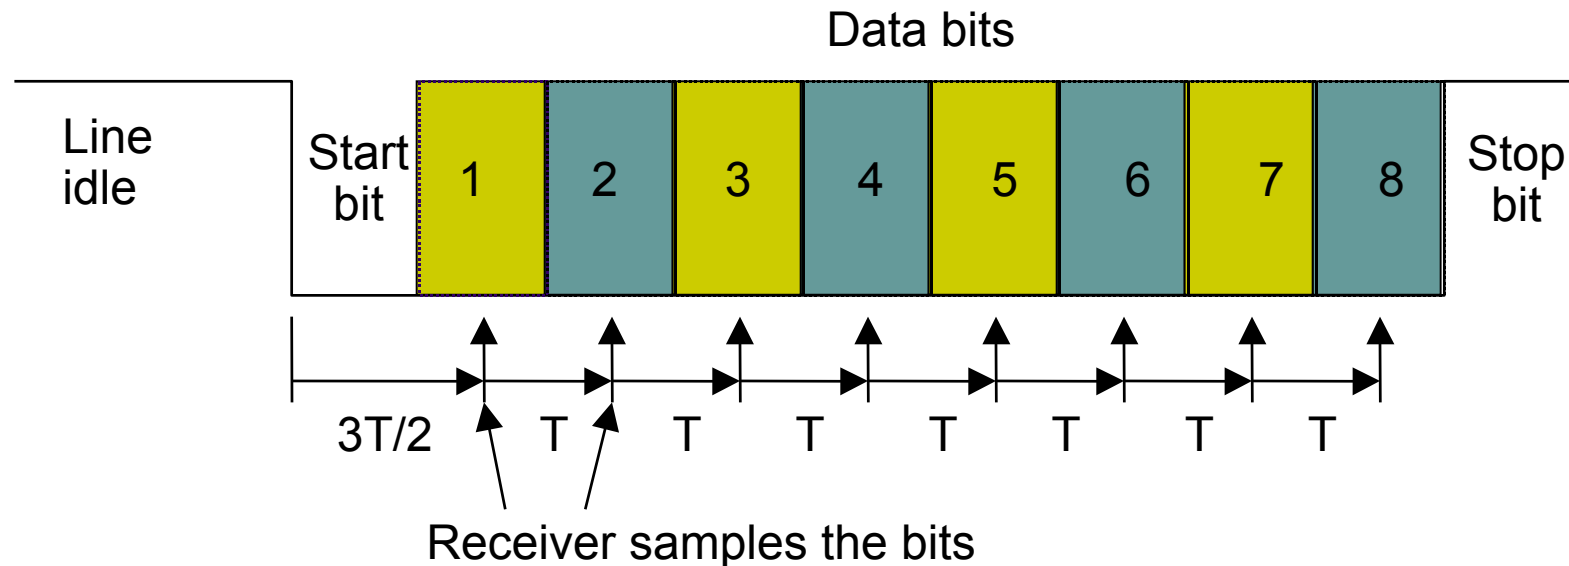 Data bits
Line
idle
Start
bit
1 2 3 4 5 6 7 8
Stop
bit
3T/2 T T T T T T T
Receiver samples the bits